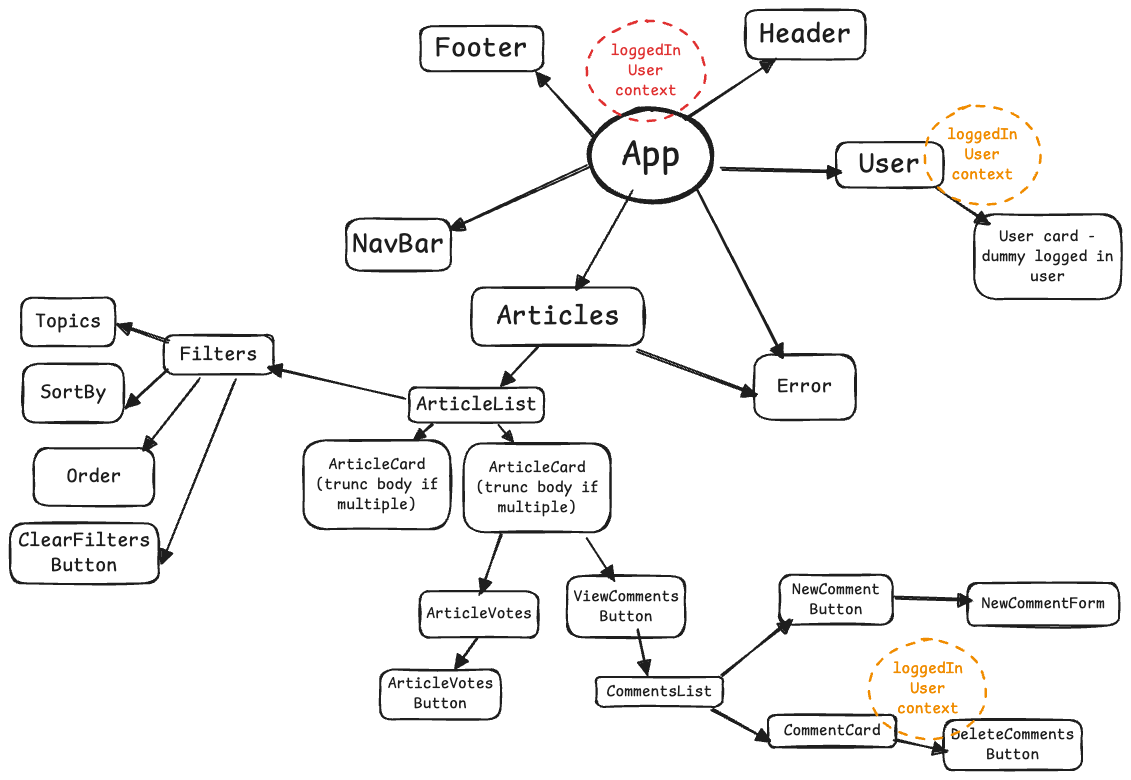 Footer
loggedIn
User
context
Header
App
loggedIn
User
context
User
NavBar
User card -
dummy logged in
user
Articles
Topics
Filters
SortBy
Error
ArticleList
Order
ArticleCard
(trunc body if
multiple)
ArticleCard
(trunc body if
multiple)
ClearFilters
Button
ArticleVotes
ViewComments
Button
NewComment
Button
NewCommentForm
ArticleVotes
Button
CommentsList
loggedIn
User
context
CommentCard
DeleteComments
Button